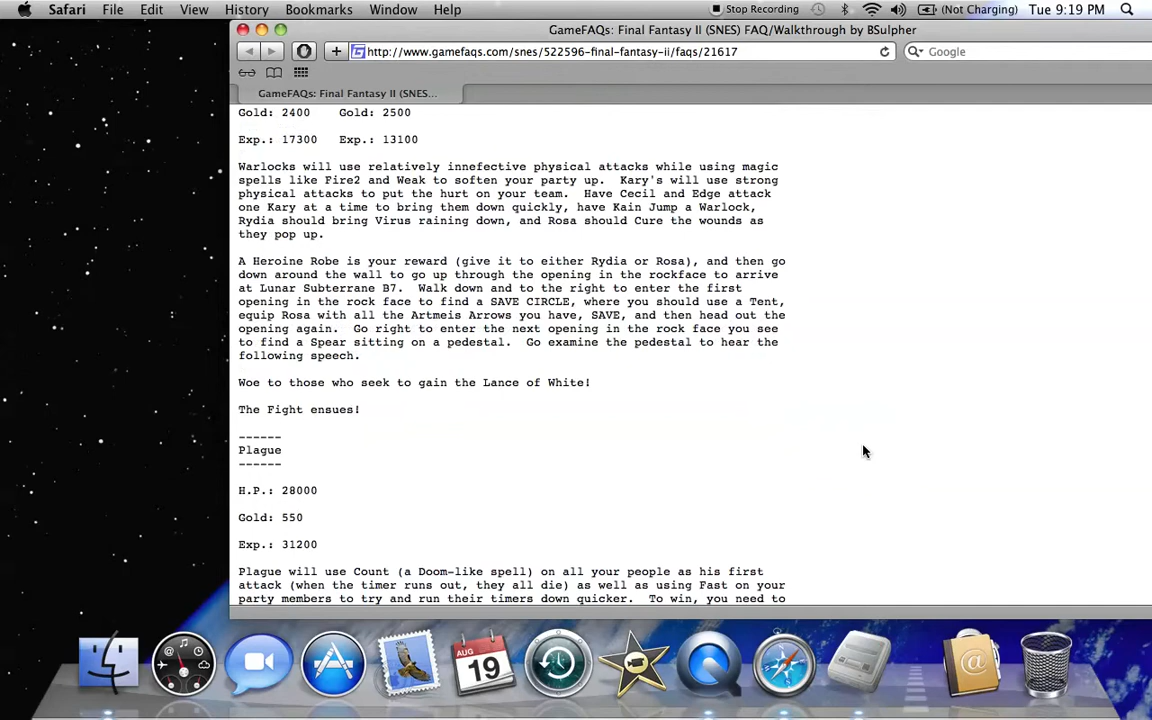 Safari File Edit View History Bookmarks Window Help Stop Recording (Not Charging) Tue 9:19 PM
GameFAQs: Final Fantasy II (SNES) FAQ/Walkthrough by BSulpher
http://www.gamefaqs.com/snes/522596-final-fantasy-ii/faqs/21617 Google
GameFAQs: Final Fantasy II (SNES...
Gold: 2400 Gold: 2500
Exp.: 17300 Exp.: 13100
Warlocks will use relatively innefective physical attacks while using magic
spells like Fire2 and Weak to soften your party up. Kary's will use strong
physical attacks to put the hurt on your team. Have Cecil and Edge attack
one Kary at a time to bring them down quickly, have Kain Jump a Warlock,
Rydia should bring Virus raining down, and Rosa should Cure the wounds as
they pop up.
A Heroine Robe is your reward (give it to either Rydia or Rosa), and then go
down around the wall to go up through the opening in the rockface to arrive
at Lunar Subterrane B7. Walk down and to the right to enter the first
opening in the rock face to find a SAVE CIRCLE, where you should use a Tent,
equip Rosa with all the Artmeis Arrows you have, SAVE, and then head out the
opening again. Go right to enter the next opening in the rock face you see
to find a Spear sitting on a pedestal. Go examine the pedestal to hear the
following speech.
Woe to those who seek to gain the Lance of White!
The Fight ensues!
------
Plague
------
H.P.: 28000
Gold: 550
Exp.: 31200
Plague will use Count (a Doom-like spell) on all your people as his first
attack (when the timer runs out, they all die) as well as using Fast on your
party members to try and run their timers down quicker. To win, you need to
AUG
19